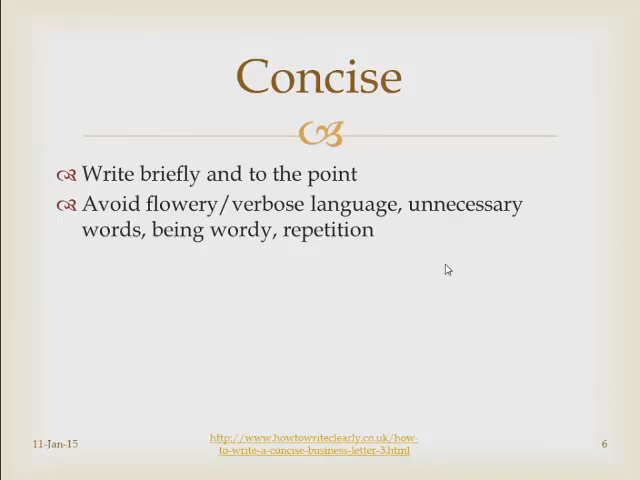 Concise
Write briefly and to the point
Avoid flowery/verbose language, unnecessary
words, being wordy, repetition
11-Jan-15
http://www.howtowriteclearly.co.uk/how-
to-write-a-concise-business-letter-3.html
6